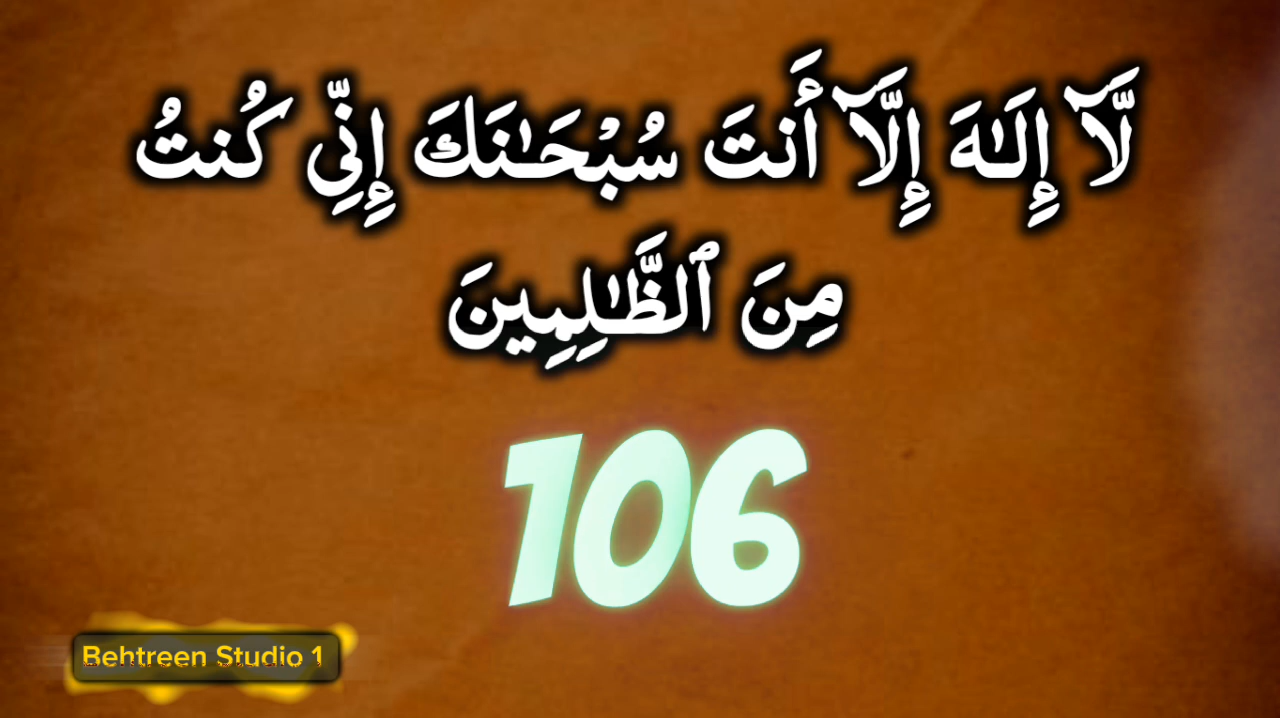 لَّآ إِلَـٰهَ إِلَّآ أَنتَ سُبْحَـٰنَكَ إِنِّى كُنتُ
مِنَ ٱلظَّـٰلِمِينَ
106
Behtreen Studio 1